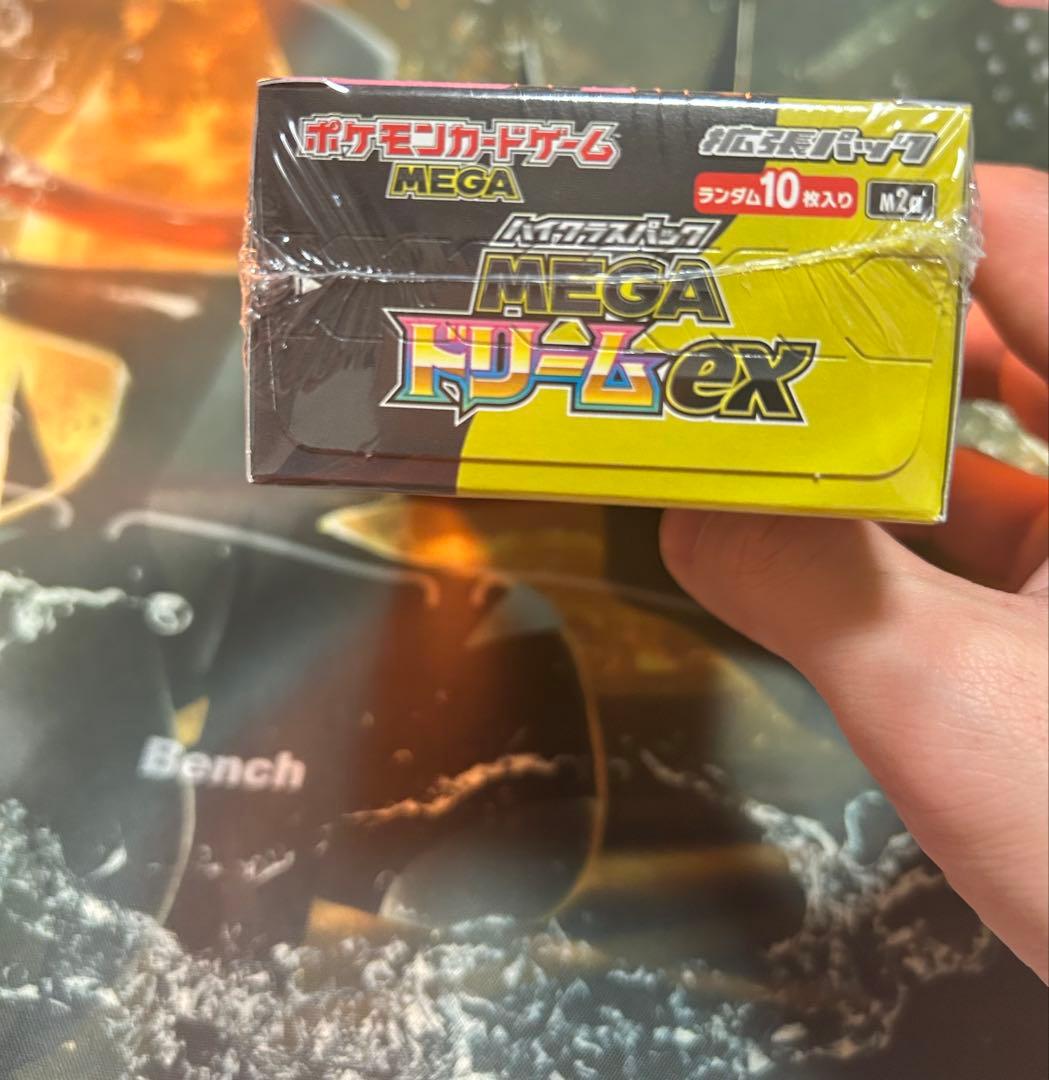 ポケモンカードゲーム
MEGA
拡張パック
ランダム10枚入り M2a
ハイクラスパック
MEGA
ドリームex
Bench